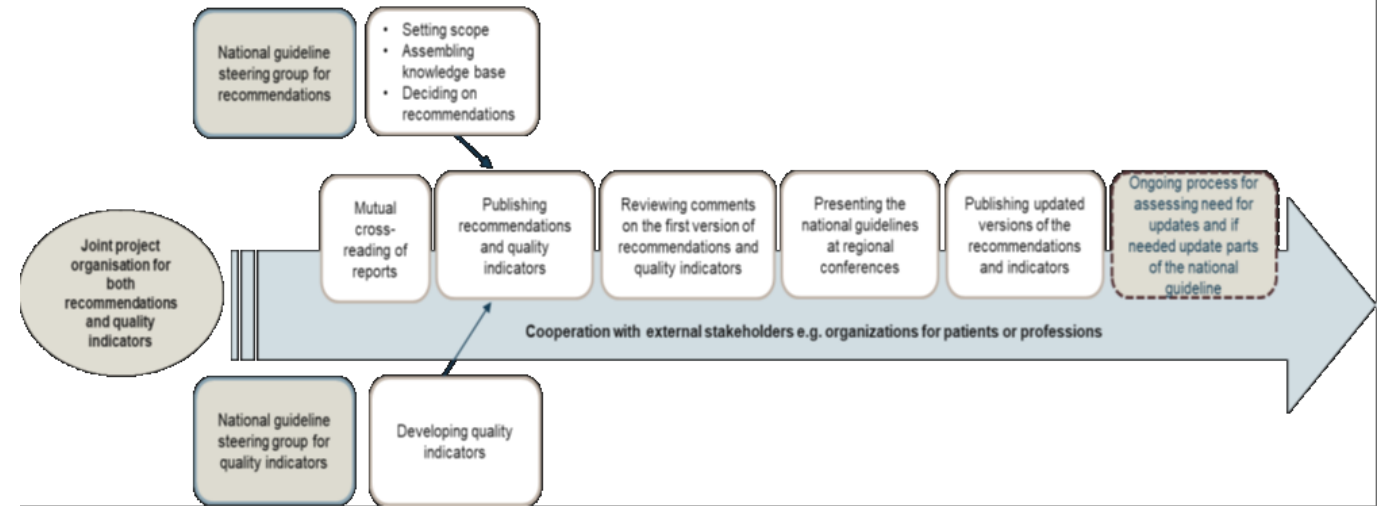 National guideline
steering group for
recommendations
• Setting scope
• Assembling
knowledge base
• Deciding on
recommendations
Joint project
organisation for
both
recommendations
and quality
indicators
Mutual
cross-
reading of
reports
Publishing
recommendations
and quality
indicators
Reviewing comments
on the first version of
recommendations and
quality indicators
Presenting the
national guidelines
at regional
conferences
Publishing updated
versions of the
recommendations
and indicators
Ongoing process for
assessing need for
updates and if
needed update parts
of the national
guideline
Cooperation with external stakeholders e.g. organizations for patients or professions
National guideline
steering group for
quality indicators
Developing quality
indicators